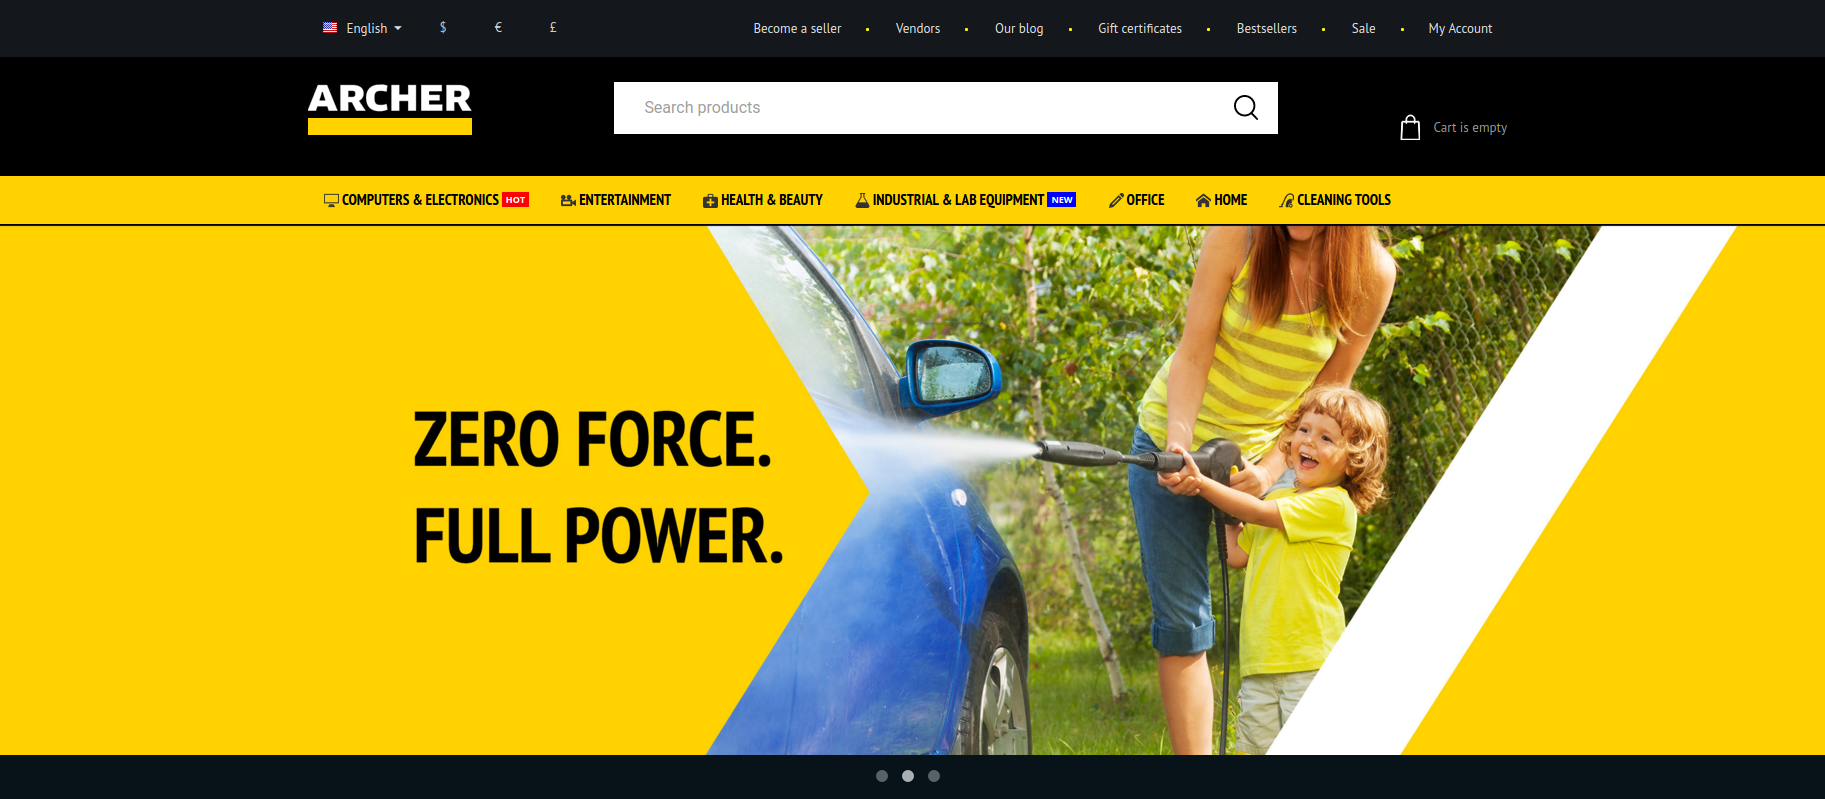 English $ € £ Become a seller Vendors Our blog Gift certificates Bestsellers Sale My Account
ARCHER
Search products
Cart is empty
COMPUTERS & ELECTRONICS HOT ENTERTAINMENT HEALTH & BEAUTY INDUSTRIAL & LAB EQUIPMENT NEW OFFICE HOME CLEANING TOOLS
ZERO FORCE.
FULL POWER.